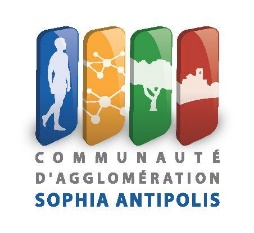 COMMUNAUTÉ
D'AGGLOMÉRATION
SOPHIA ANTIPOLIS